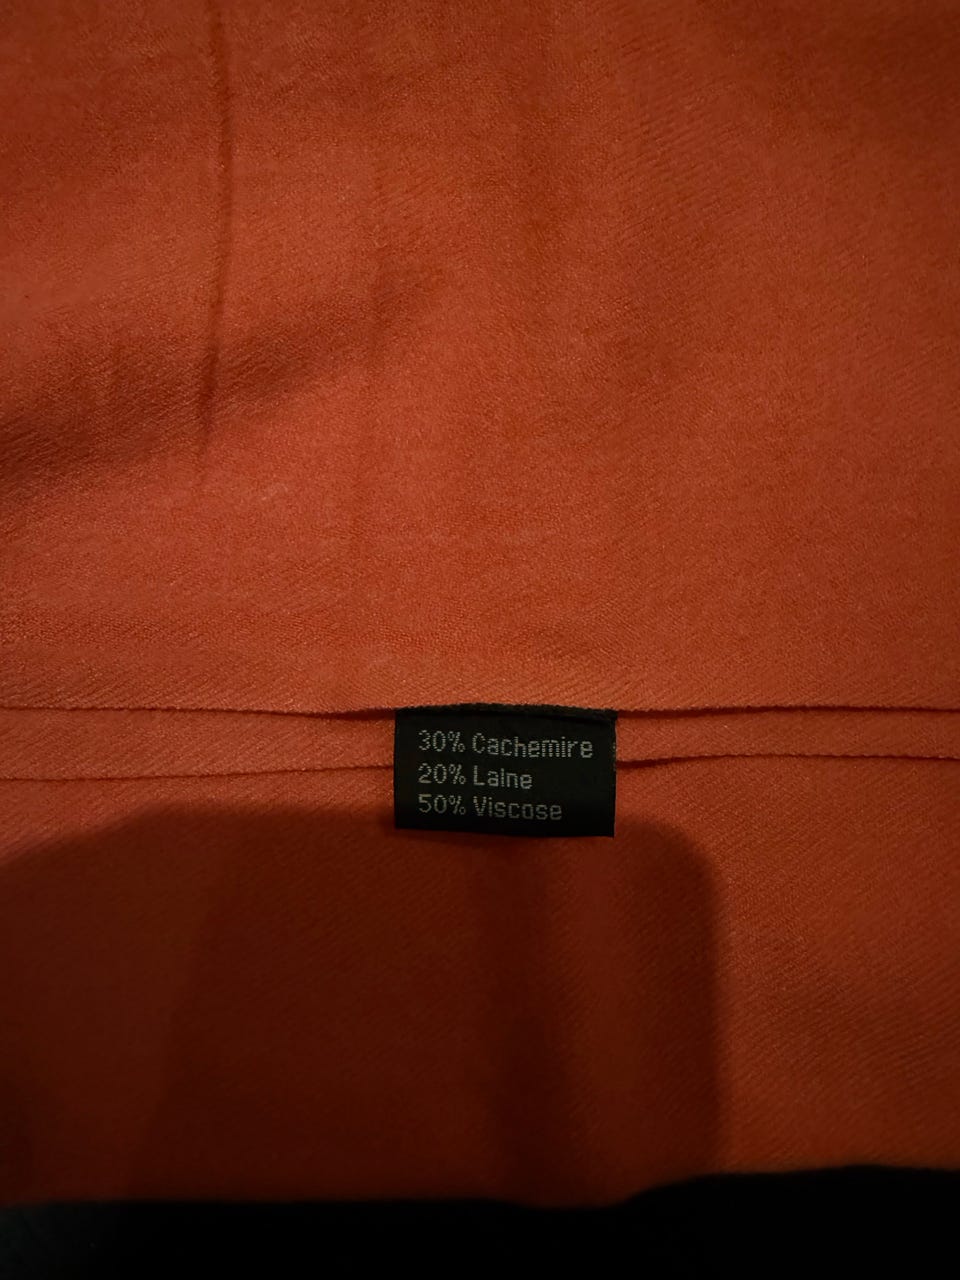 30% Cachemire
20% Laine
50% Viscose